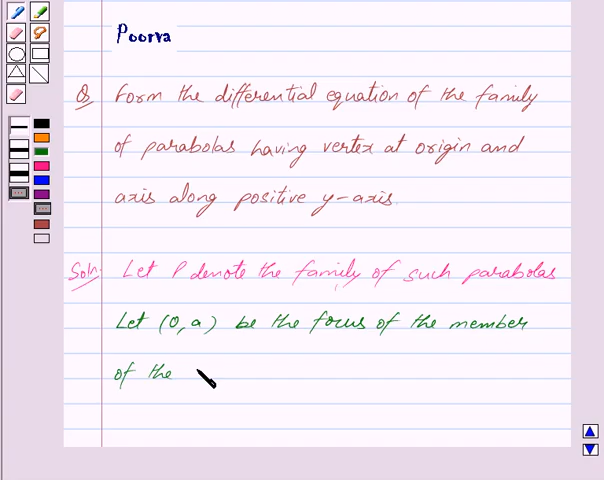 Poorva
Q Form the differential equation of the family
of parabolas having vertex at origin and
axis along positive y-axis.
Soln: Let P denote the family of such parabolas
Let (0, a) be the focus of the member
of the